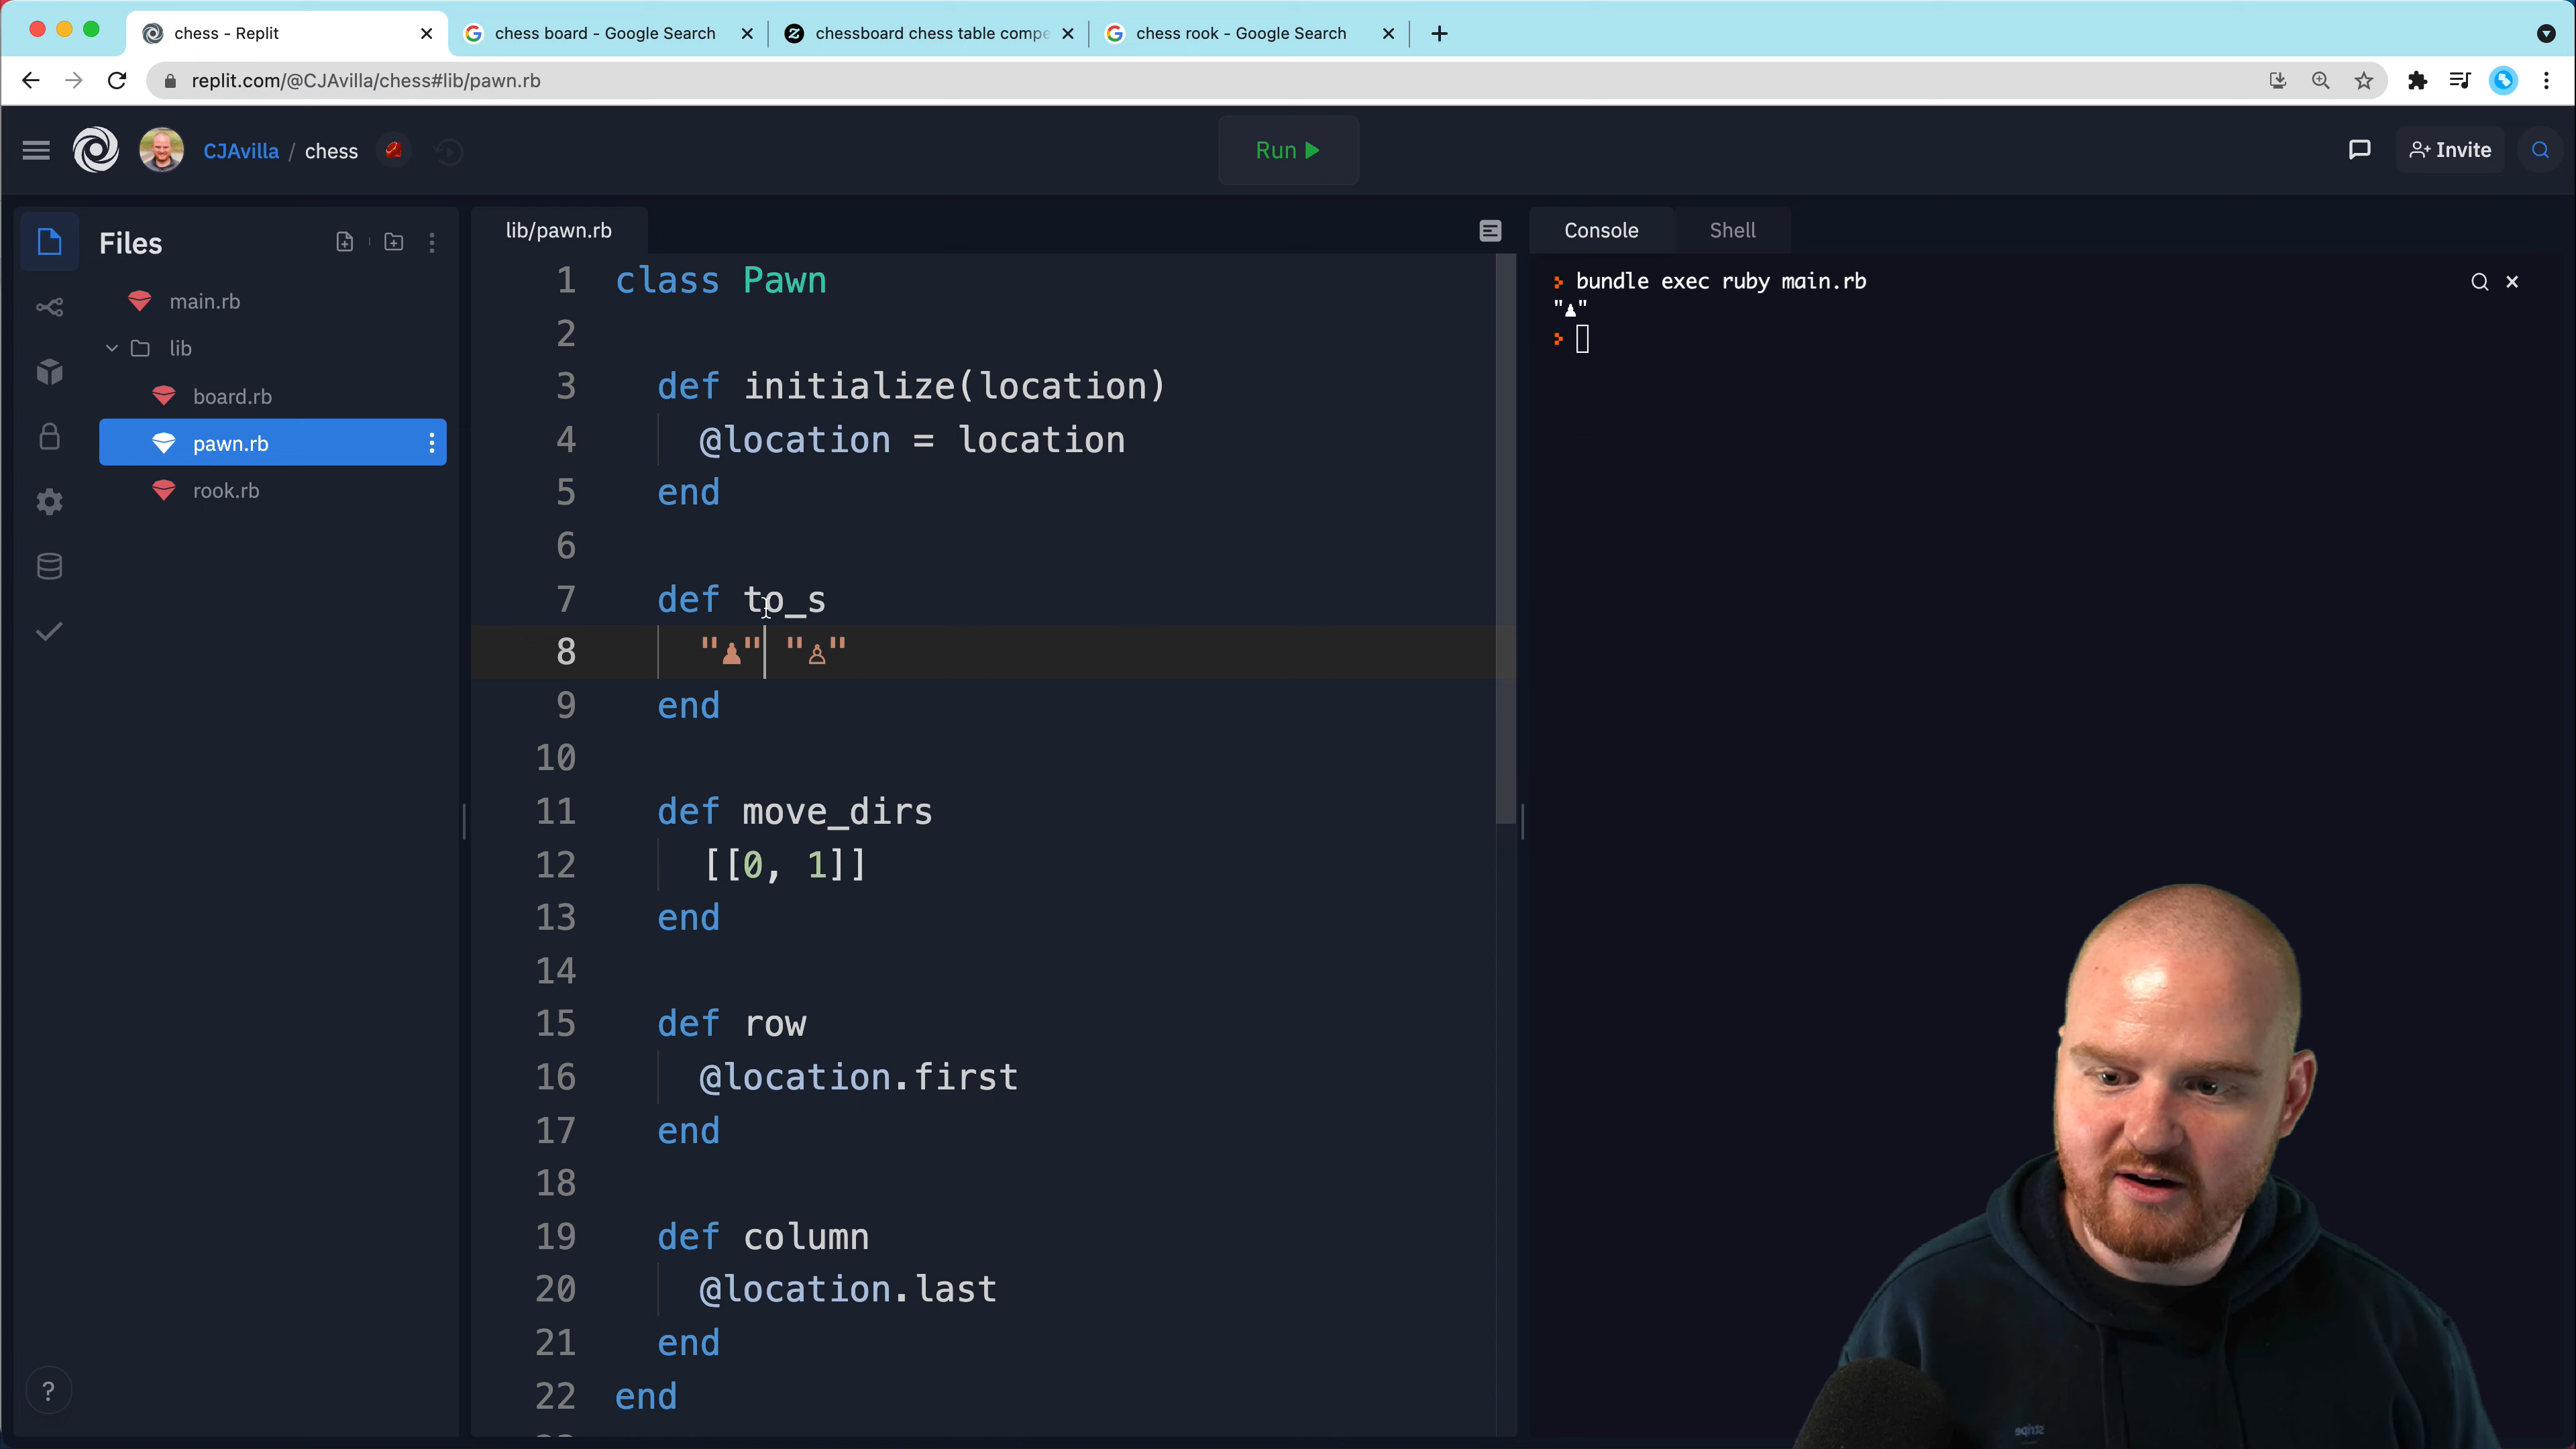 chess - Replit
chess board - Google Search
chessboard chess table compe
chess rook - Google Search
replit.com/@CJAvilla/chess#lib/pawn.rb
CJAvilla / chess
Run
Invite
Files
main.rb
lib
board.rb
pawn.rb
rook.rb
lib/pawn.rb
1 class Pawn
2
3 def initialize(location)
4 @location = location
5 end
6
7 def to_s
8 "♟" "♙"
9 end
10
11 def move_dirs
12 [[0, 1]]
13 end
14
15 def row
16 @location.first
17 end
18
19 def column
20 @location.last
21 end
22 end
Console Shell
bundle exec ruby main.rb
"♟"
?
stripe